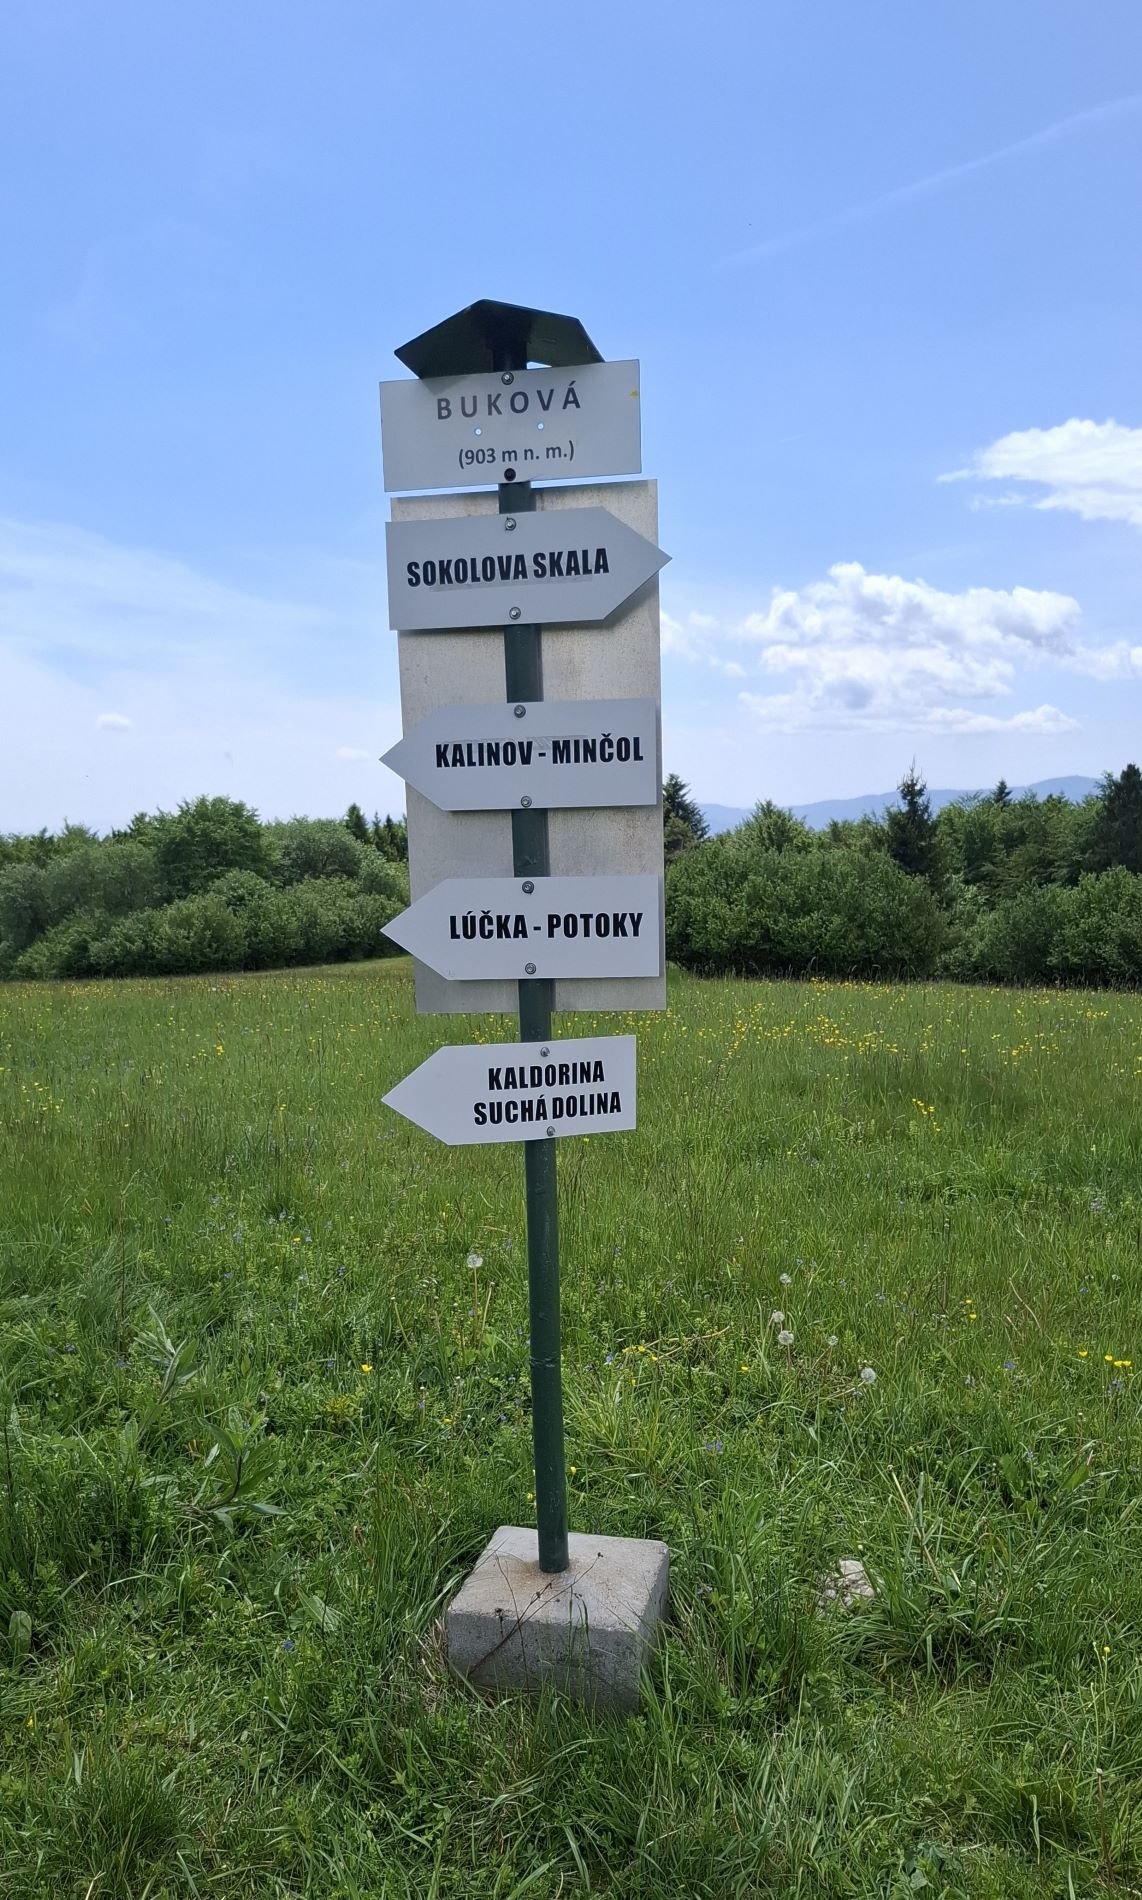 BUKOVÁ
(903 m n. m.)
SOKOLOVA SKALA
KALINOV - MINČOL
LÚČKA - POTOKY
KALDORINA
SUCHÁ DOLINA